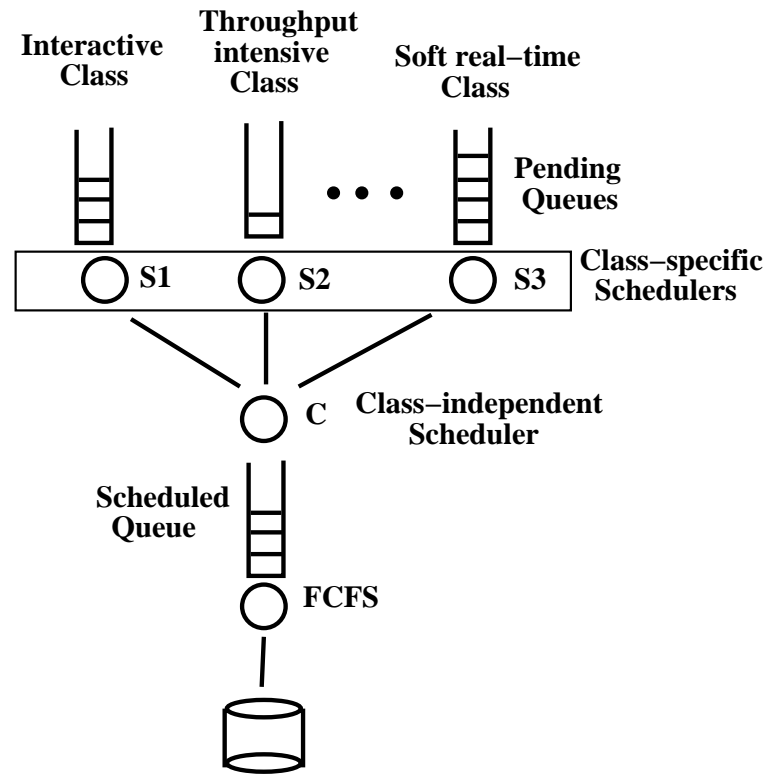 Interactive
Class
Throughput
intensive
Class
Soft real−time
Class
Pending
Queues
S1
S2
S3
Class−specific
Schedulers
C
Class−independent
Scheduler
Scheduled
Queue
FCFS